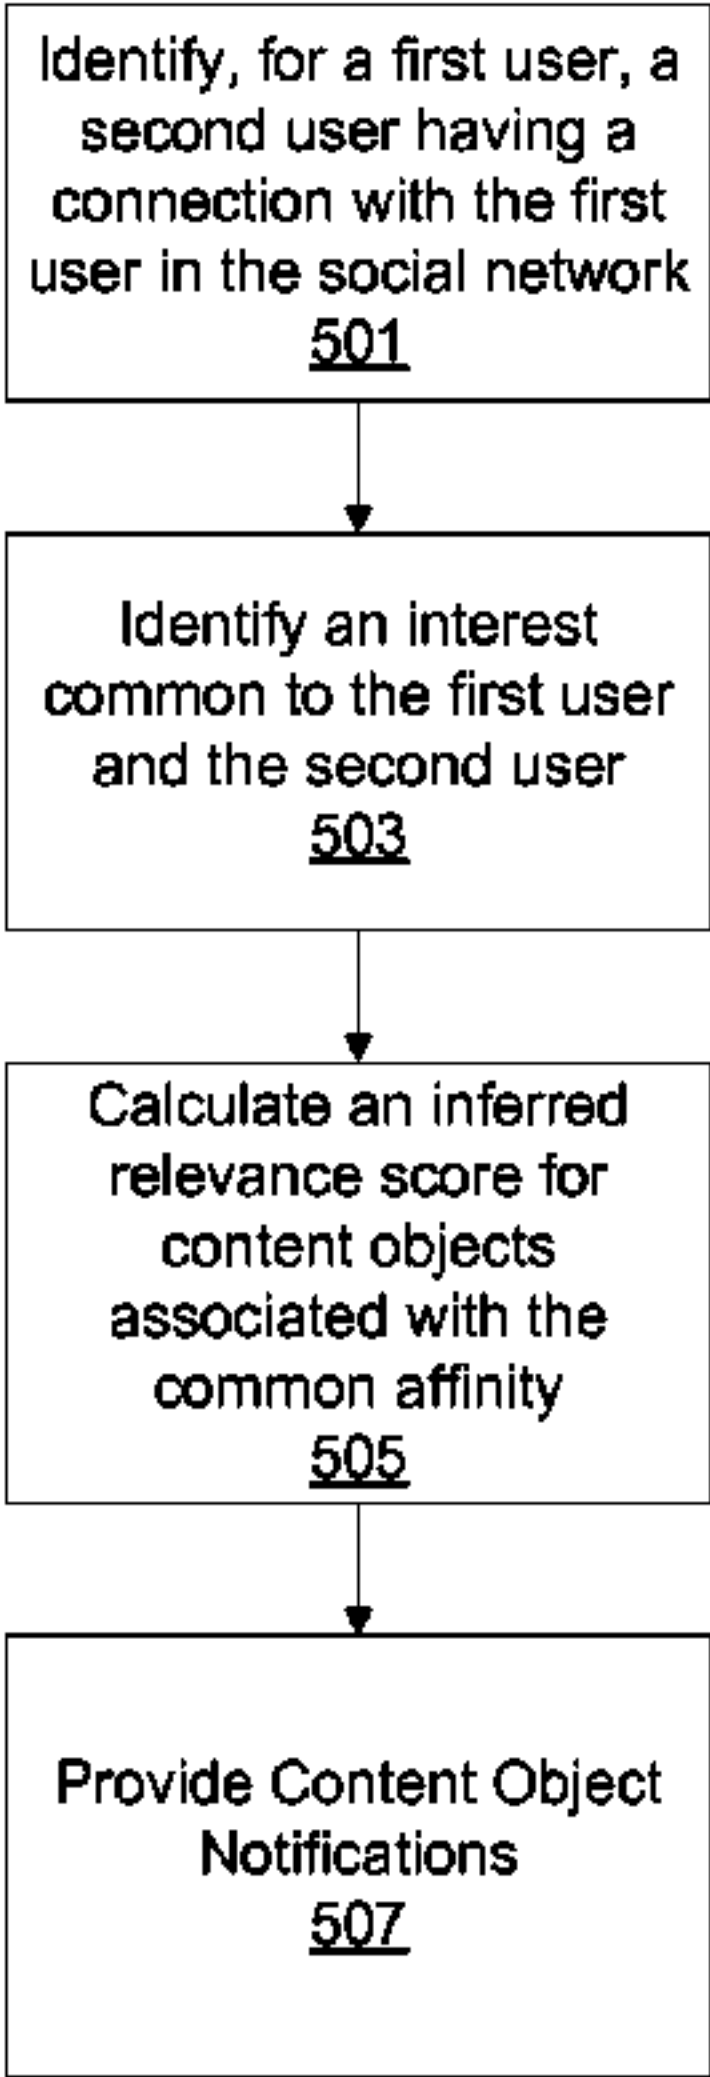 Identify, for a first user, a
second user having a
connection with the first
user in the social network
501
Identify an interest
common to the first user
and the second user
503
Calculate an inferred
relevance score for
content objects
associated with the
common affinity
505
Provide Content Object
Notifications
507